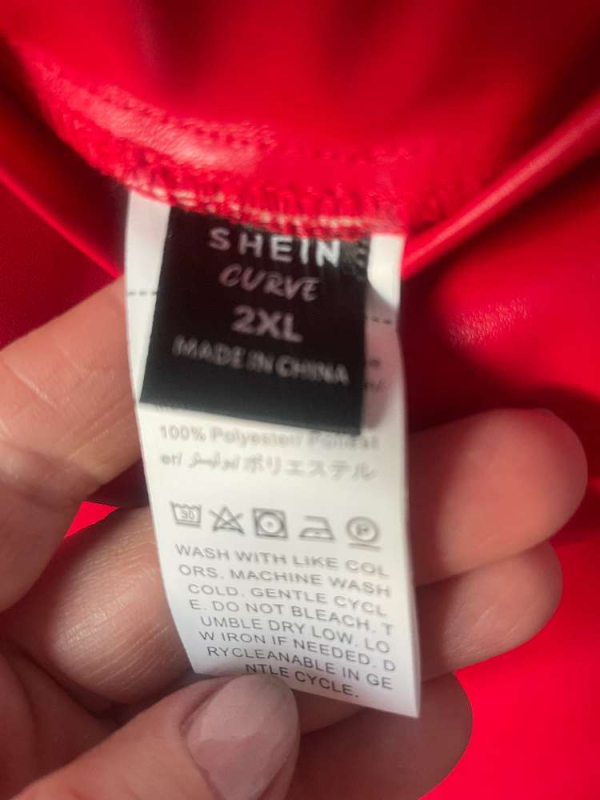 SHEIN
CURVE
2XL
MADE IN CHINA
100% Polyester/
er/ ポリエステル
30
P
WASH WITH LIKE COL
ORS. MACHINE WASH
COLD. GENTLE CYCL
E. DO NOT BLEACH. T
UMBLE DRY LOW. LO
W IRON IF NEEDED. D
RYCLEANABLE IN GE
NTLE CYCLE.